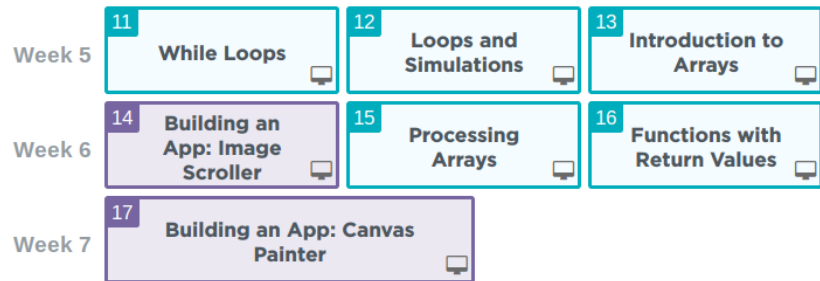 11
12
13
Week 5
While Loops
Loops and
Simulations
Introduction to
Arrays
14
15
16
Week 6
Building an
App: Image
Scroller
Processing
Arrays
Functions with
Return Values
17
Week 7
Building an App: Canvas
Painter